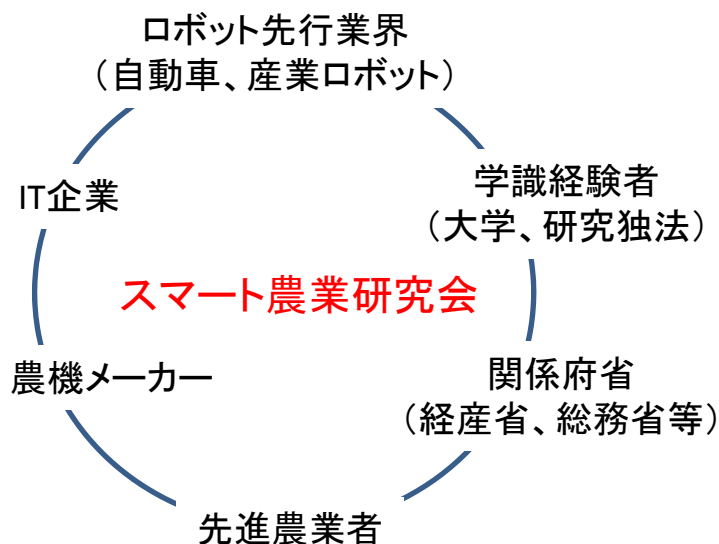 ロボット先行業界
（自動車、産業ロボット）
IT企業
学識経験者
（大学、研究独法）
スマート農業研究会
農機メーカー
関係府省
（経産省、総務省等）
先進農業者